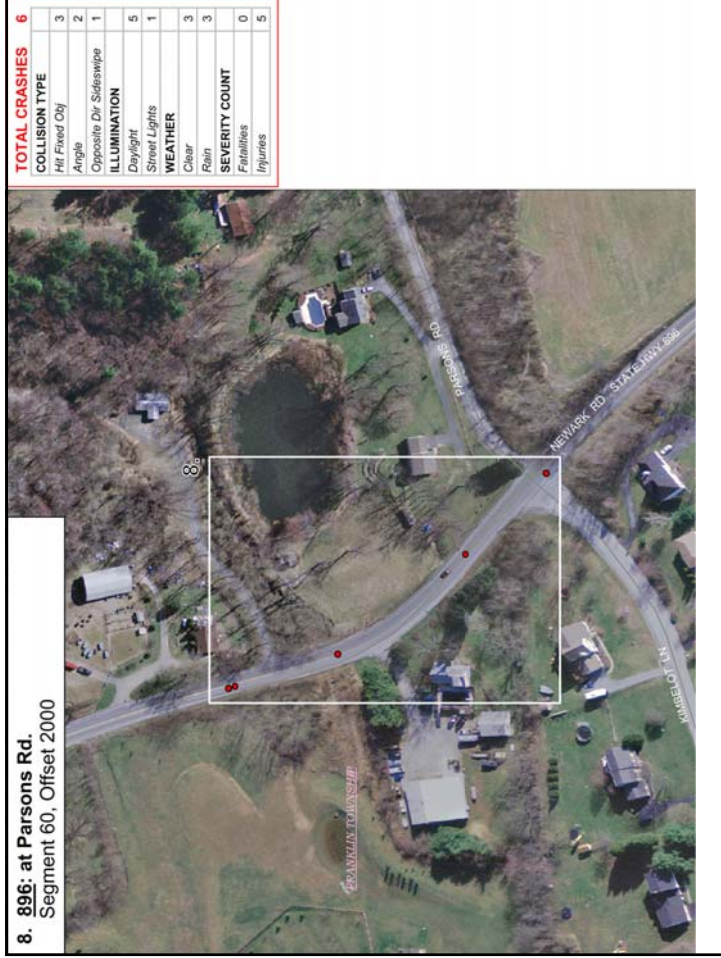 8. 896: at Parsons Rd.
Segment 60, Offset 2000
TOTAL CRASHES 6
COLLISION TYPE
Hit Fixed Obj 3
Angle 2
Opposite Dir Sideswipe 1
ILLUMINATION
Daylight 5
Street Lights 1
WEATHER
Clear 3
Rain 3
SEVERITY COUNT
Fatalities 0
Injuries 5
8
PARSONS RD
NEWARK RD STATE HWY 896
KIMBELOT LN
FRANKLIN TOWNSHIP